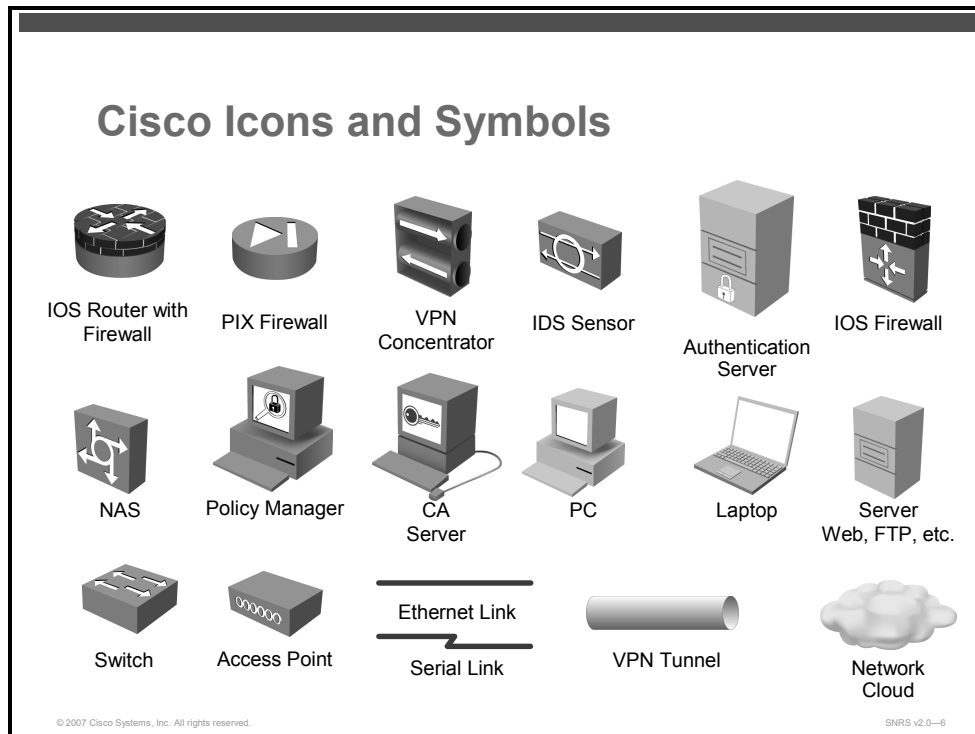 Cisco Icons and Symbols
IOS Router with
Firewall
PIX Firewall
VPN
Concentrator
IDS Sensor
Authentication
Server
IOS Firewall
NAS
Policy Manager
CA
Server
PC
Laptop
Server
Web, FTP, etc.
Switch
Access Point
Ethernet Link
Serial Link
VPN Tunnel
Network
Cloud
© 2007 Cisco Systems, Inc. All rights reserved.
SNRS v2.0—6